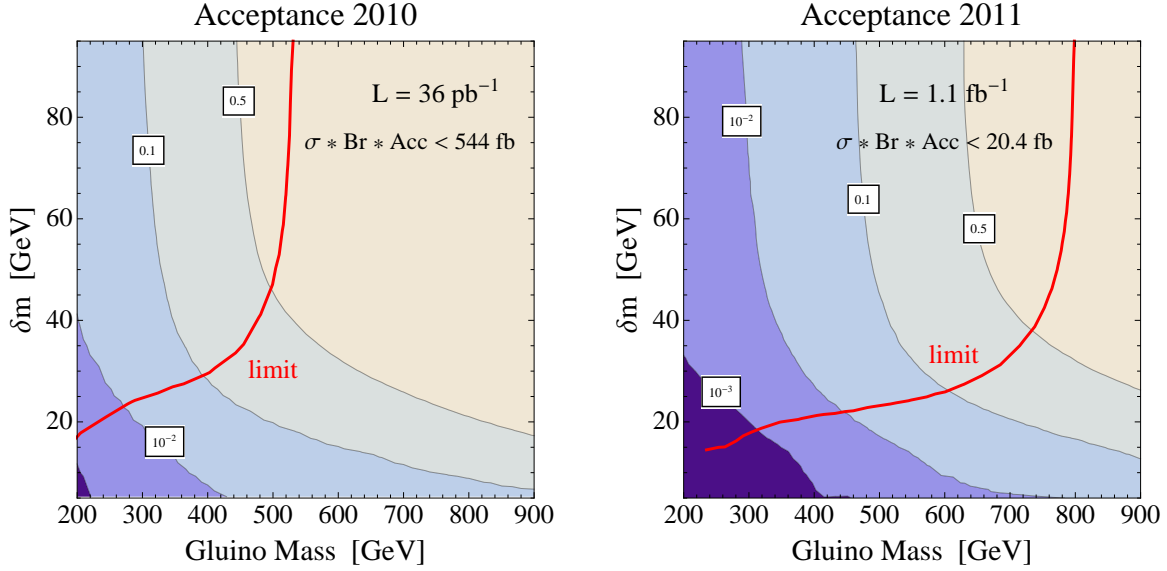 Acceptance 2010
L = 36 pb⁻¹
σ * Br * Acc < 544 fb
0.5
0.1
limit
10⁻²
80
60
40
20
δm [GeV]
200 300 400 500 600 700 800 900
Gluino Mass [GeV]
Acceptance 2011
L = 1.1 fb⁻¹
σ * Br * Acc < 20.4 fb
10⁻²
0.1
0.5
limit
10⁻³
80
60
40
20
δm [GeV]
200 300 400 500 600 700 800 900
Gluino Mass [GeV]